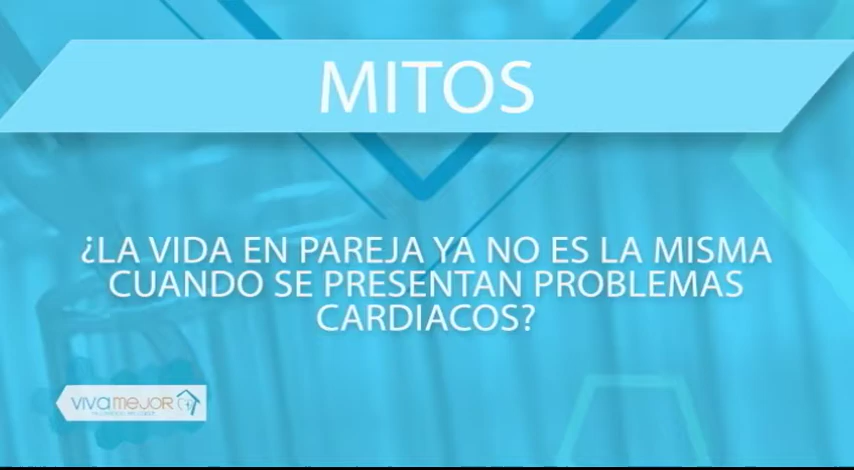 MITOS
¿LA VIDA EN PAREJA YA NO ES LA MISMA
CUANDO SE PRESENTAN PROBLEMAS
CARDIACOS?
VIVA MEJOR